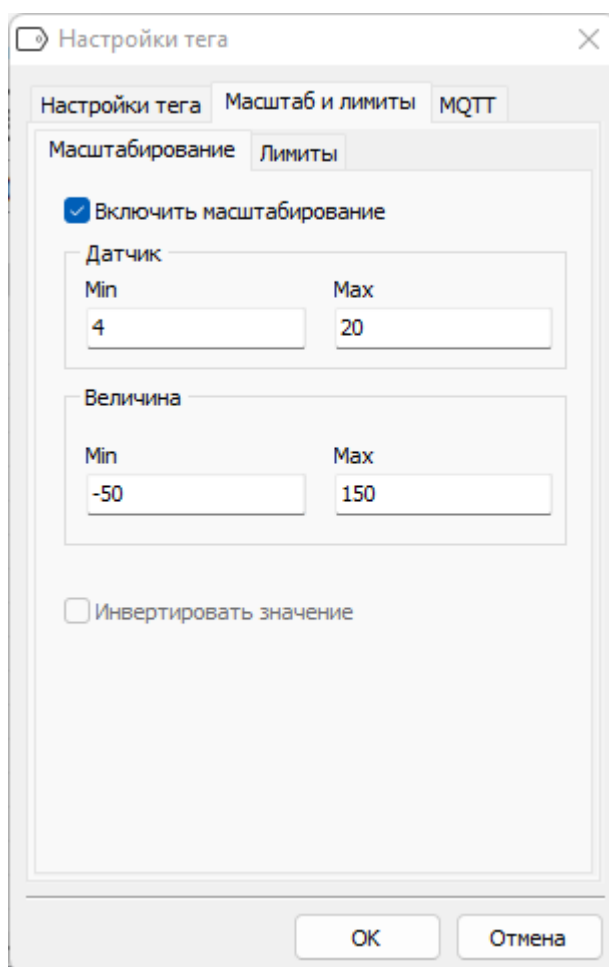 Настройки тега
Настройки тега Масштаб и лимиты MQTT
Масштабирование Лимиты
Включить масштабирование
Датчик
Min Max
4 20
Величина
Min Max
-50 150
Инвертировать значение
OK Отмена